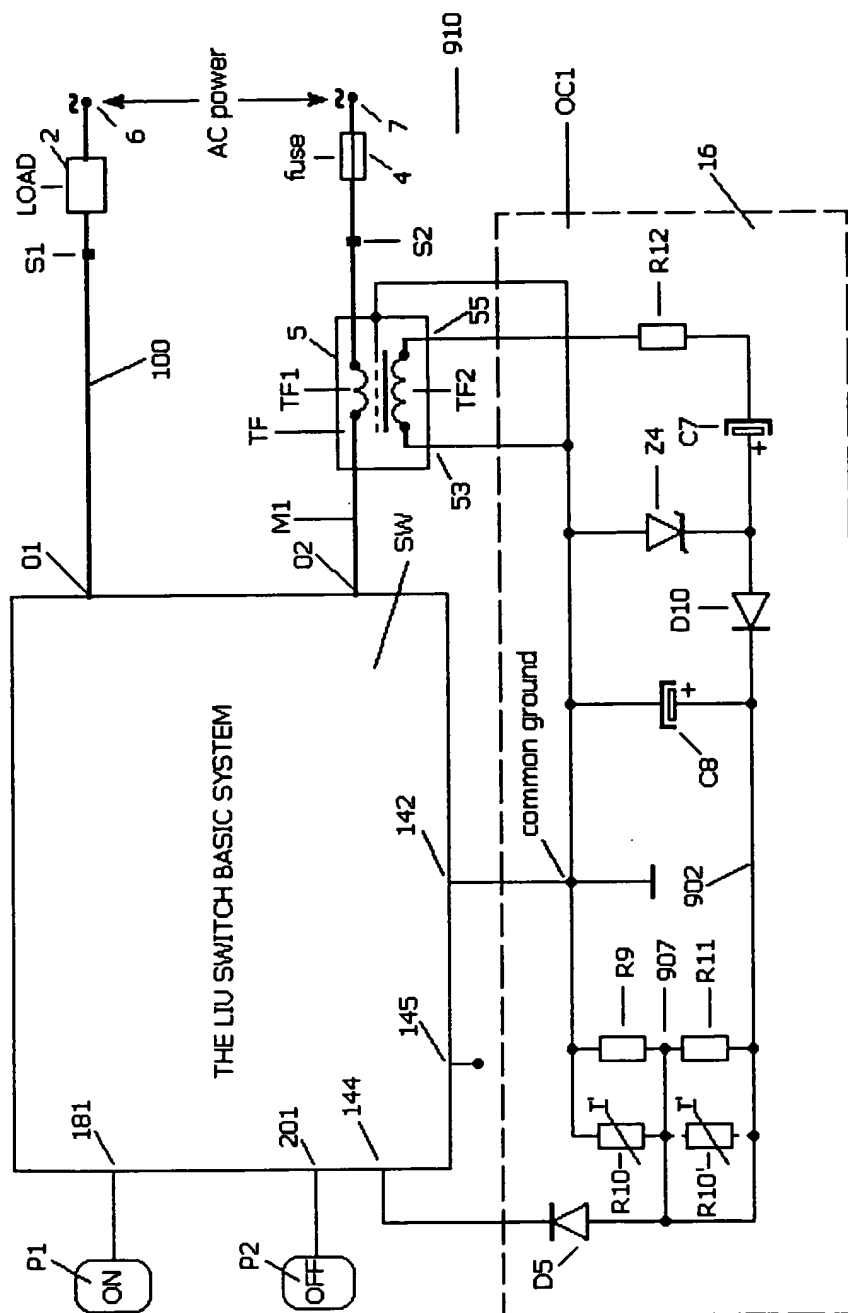 P1
ON
181
01
100
S1
LOAD
2
6
THE LIU SWITCH BASIC SYSTEM
AC power
P2
OFF
201
144
02
M1
TF
TF1
5
S2
fuse
4
7
145
142
SW
53
TF2
55
910
common ground
OC1
D5
R10
R9
907
R10'
R11
902
C8
+
D10
Z4
C7
+
R12
16